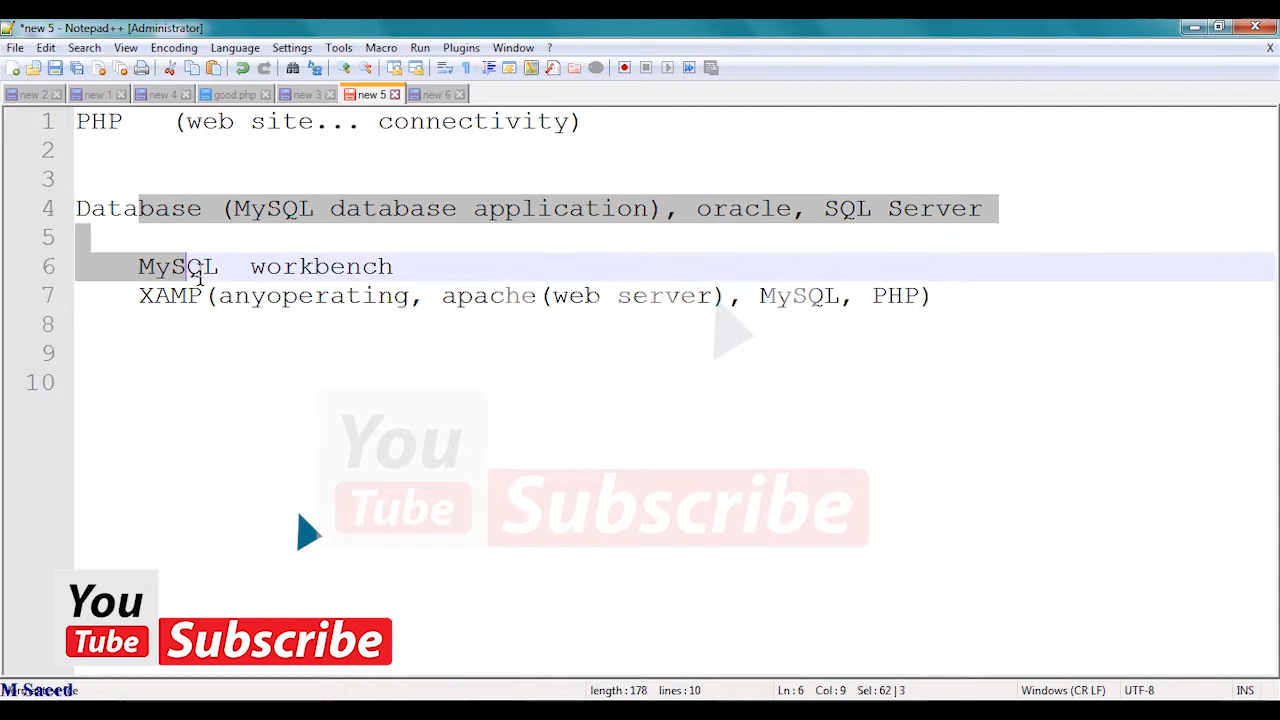 *new 5 - Notepad++ [Administrator]
File Edit Search View Encoding Language Settings Tools Macro Run Plugins Window ? X
new 2 new 1 new 4 good.php new 3 new 5 new 6
1 PHP (web site... connectivity)
2
3
4 Database (MySQL database application), oracle, SQL Server
5
6 MySQL workbench
7 XAMP(anyoperating, apache(web server), MySQL, PHP)
8
9
10
You
Tube Subscribe
You
Tube Subscribe
M Saeed length : 178 lines : 10 Ln : 6 Col : 9 Sel : 62 | 3 Windows (CR LF) UTF-8 INS